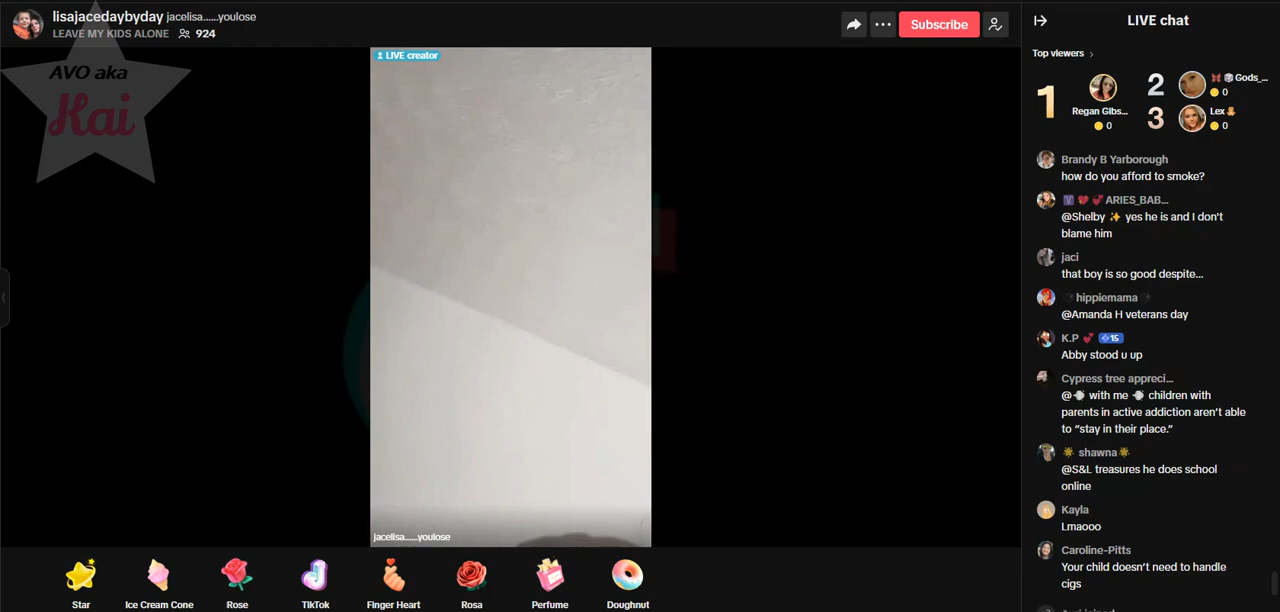 lisajacedaybyday jacelisa......youlose
LEAVE MY KIDS ALONE 924
Subscribe
AVO aka
Kai
LIVE creator
jacelisa......youlose
Star
Ice Cream Cone
Rose
TikTok
Finger Heart
Rosa
Perfume
Doughnut
LIVE chat
Top viewers >
1
Regan Gibs...
0
2
Gods_...
0
3
Lex
0
Brandy B Yarborough
how do you afford to smoke?
ARIES_BAB...
@Shelby ✨ yes he is and I don't
blame him
jaci
that boy is so good despite...
hippiemama
@Amanda H veterans day
K.P 💕 15
Abby stood u up
Cypress tree appreci...
@💨 with me 💨 children with
parents in active addiction aren't able
to “stay in their place.”
shawna
@S&L treasures he does school
online
Kayla
Lmaooo
Caroline-Pitts
Your child doesn't need to handle
cigs